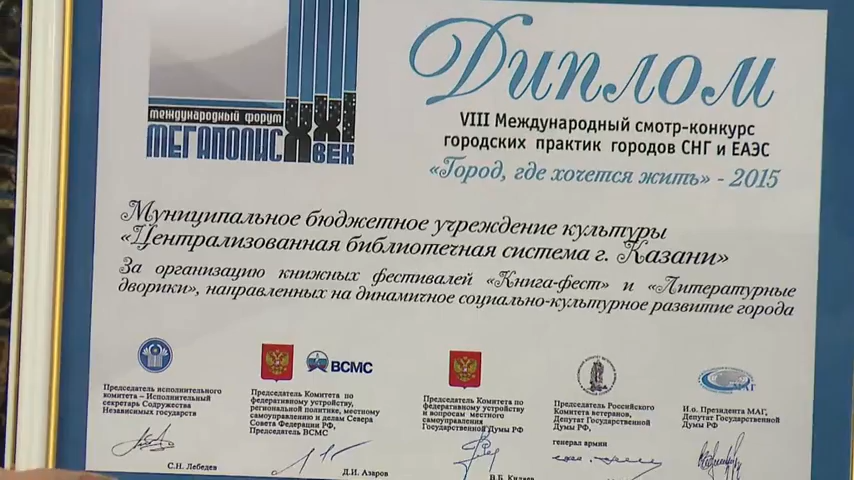 международный форум
МЕГАПОЛИС XXI ВЕК
Диплом
VIII Международный смотр-конкурс
городских практик городов СНГ и ЕАЭС
«Город, где хочется жить» - 2015
Муниципальное бюджетное учреждение культуры
«Централизованная библиотечная система г. Казани»
За организацию книжных фестивалей «Книга-фест» и «Литературные
дворики», направленных на динамичное социально-культурное развитие города
ВСМС
МАГ
Председатель исполнительного
комитета – Исполнительный
секретарь Содружества
Независимых государств
С.Н. Лебедев
Председатель Комитета по
федеративному устройству,
региональной политике, местному
самоуправлению и делам Севера
Совета Федерации РФ,
Председатель ВСМС
Д.И. Азаров
Председатель Комитета по
федеративному устройству
и вопросам местного
самоуправления
Государственной Думы РФ
Председатель Российского
Комитета ветеранов,
Депутат Государственной
Думы РФ,
генерал армии
И.о. Президента МАГ,
Депутат Государственной
Думы РФ